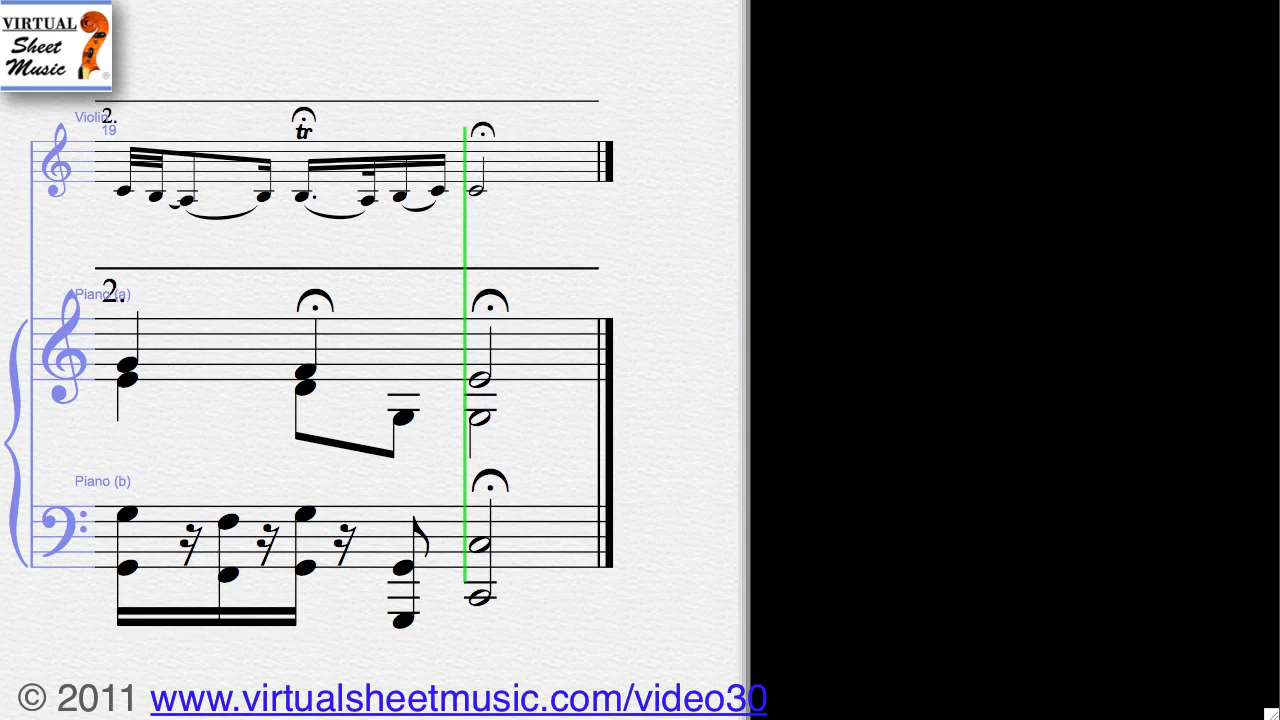 VIRTUAL
Sheet
Music
®
Violin
2.
19
tr
2.
Piano (a)
Piano (b)
© 2011 www.virtualsheetmusic.com/video30